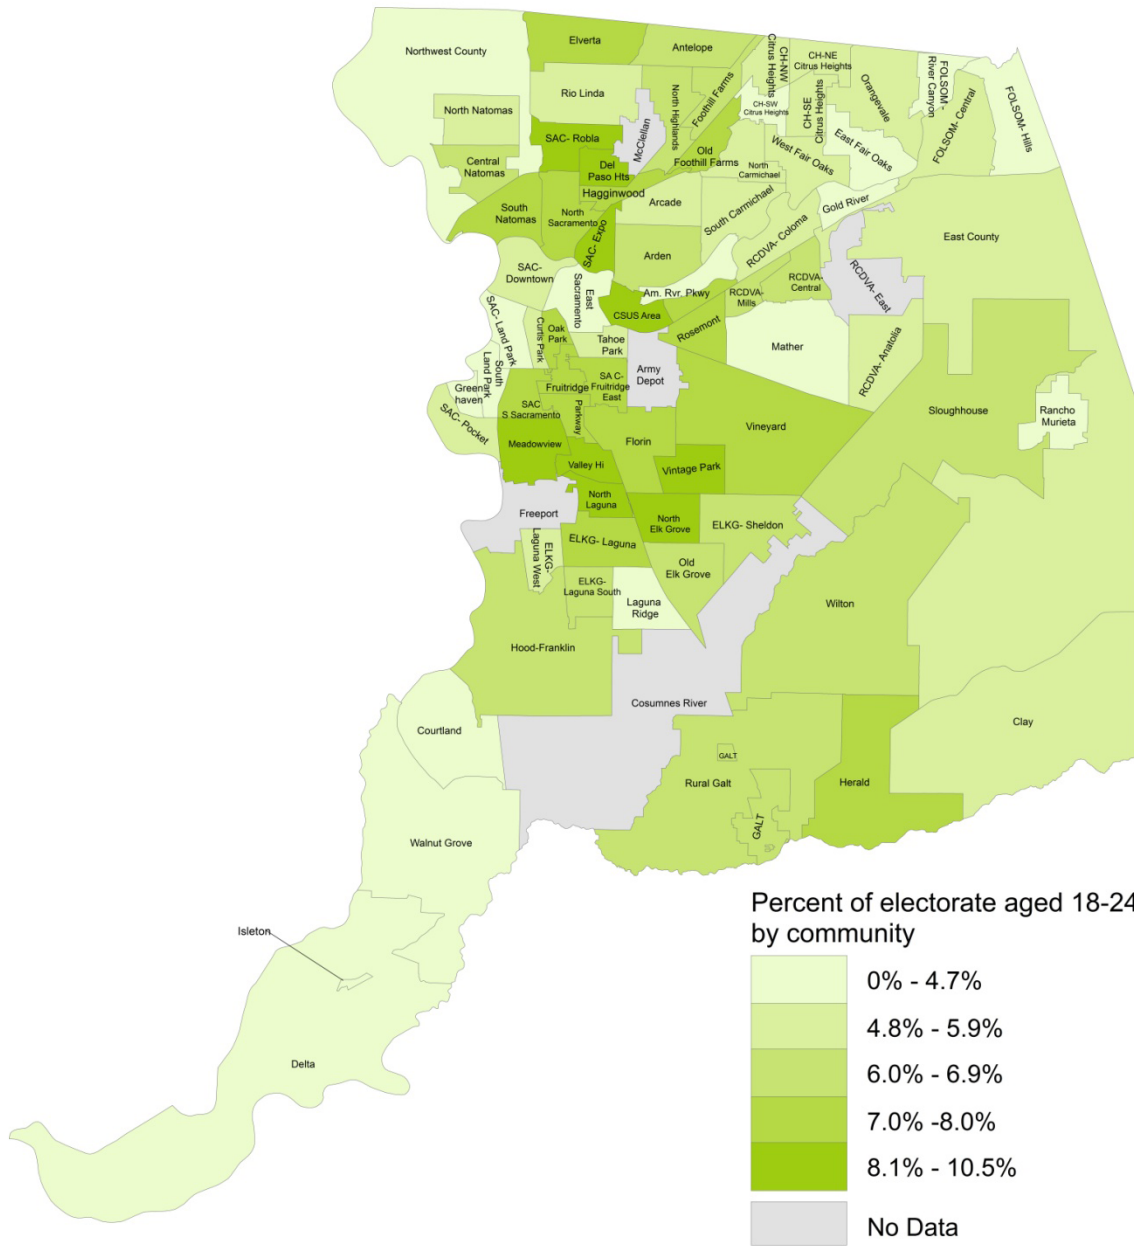 Northwest County
Elverta
Antelope
CH-NW
Citrus Heights
CH-NE
Citrus Heights
FOLSOM -
River Canyon
North Natomas
Rio Linda
McClellan
North Highlands
Foothill Farms
CH-SW
Citrus Heights
CH-SE
Citrus Heights
Orangevale
FOLSOM- Central
FOLSOM- Hills
SAC- Robla
Central
Natomas
Del
Paso Hts
Old
Foothill Farms
West Fair Oaks
East Fair Oaks
North
Carmichael
Hagginwood
South
Natomas
North
Sacramento
SAC- Expo
Arcade
South Carmichael
Gold River
Arden
RCDVA- Coloma
East County
SAC-
Downtown
East
Sacramento
Am. Rvr. Pkwy
RCDVA-
Mills
RCDVA-
Central
RCDVA- East
SAC- Land Park
Curtis Park
Oak
Park
CSUS Area
Tahoe
Park
Rosemont
Mather
RCDVA- Anatolia
South
Land Park
Green
haven
SAC- Pocket
Fruitridge
SA C-
Fruitridge
East
Army
Depot
SAC
S Sacramento
Parkway
Florin
Vineyard
Sloughhouse
Rancho
Murieta
Meadowview
Valley Hi
Vintage Park
Freeport
North
Laguna
North
Elk Grove
ELKG- Sheldon
ELKG-
Laguna West
ELKG- Laguna
Old
Elk Grove
ELKG-
Laguna South
Laguna
Ridge
Wilton
Hood-Franklin
Cosumnes River
Courtland
Clay
GALT
Rural Galt
Herald
GALT
Walnut Grove
Isleton
Delta
Percent of electorate aged 18-24
by community
0% - 4.7%
4.8% - 5.9%
6.0% - 6.9%
7.0% -8.0%
8.1% - 10.5%
No Data